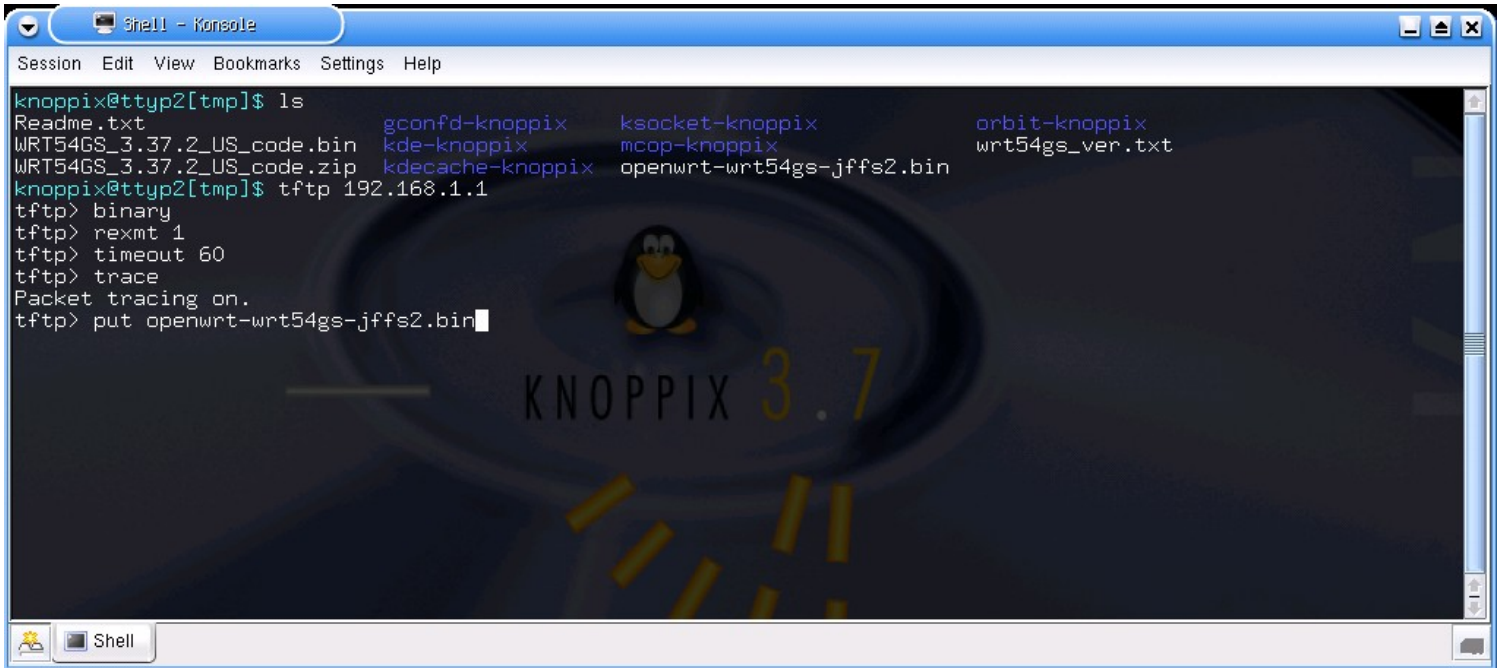 Shell - Konsole
Session Edit View Bookmarks Settings Help
knoppix@ttyp2[tmp]$ ls
Readme.txt gconfd-knoppix ksocket-knoppix orbit-knoppix
WRT54GS_3.37.2_US_code.bin kde-knoppix mcop-knoppix wrt54gs_ver.txt
WRT54GS_3.37.2_US_code.zip kdecache-knoppix openwrt-wrt54gs-jffs2.bin
knoppix@ttyp2[tmp]$ tftp 192.168.1.1
tftp> binary
tftp> rexmt 1
tftp> timeout 60
tftp> trace
Packet tracing on.
tftp> put openwrt-wrt54gs-jffs2.bin
KNOPPIX 3.7
Shell